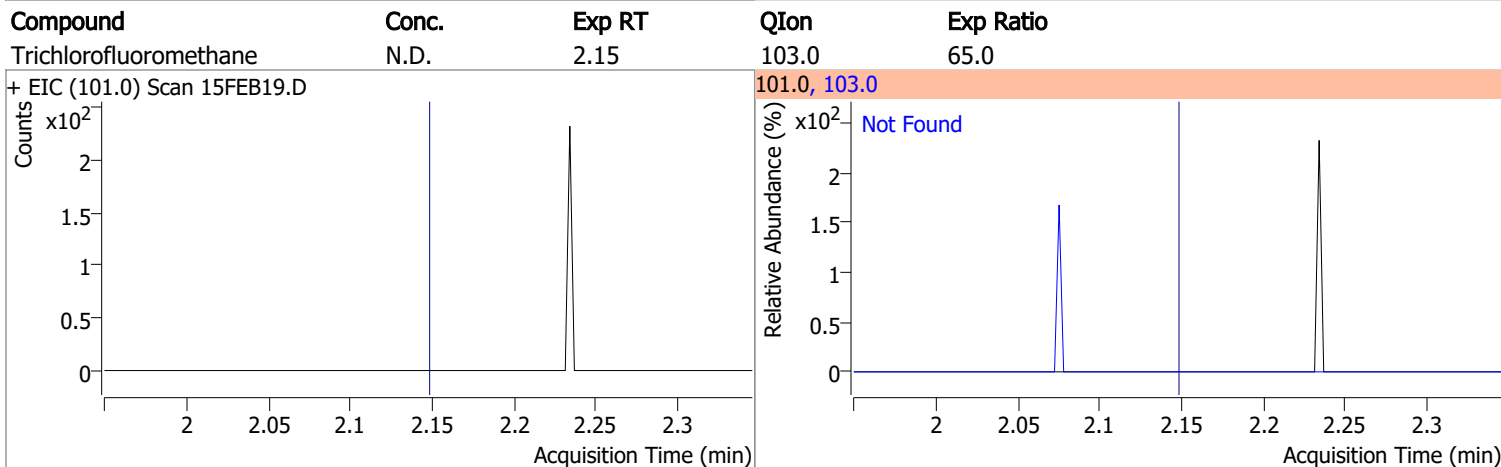 Compound Conc. Exp RT QIon Exp Ratio
Trichlorofluoromethane N.D. 2.15 103.0 65.0
+ EIC (101.0) Scan 15FEB19.D
Counts
x10²
2
1.5
1
0.5
0
2 2.05 2.1 2.15 2.2 2.25 2.3
Acquisition Time (min)
101.0, 103.0
Relative Abundance (%)
x10²
Not Found
2
1.5
1
0.5
0
2 2.05 2.1 2.15 2.2 2.25 2.3
Acquisition Time (min)